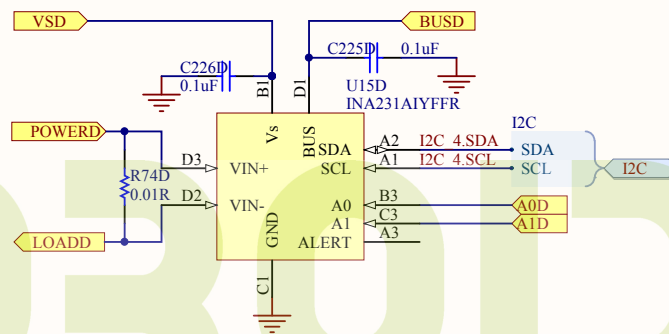 VSD
BUSD
C226D
0.1uF
B1
D1
C225D
0.1uF
U15D
INA231AIYFFR
POWERD
R74D
0.01R
LOADD
D3
D2
VIN+
VIN-
Vs
BUS
GND
C1
SDA
SCL
A0
A1
ALERT
A2
A1
B3
C3
A3
I2C_4.SDA
I2C_4.SCL
I2C
SDA
SCL
I2C
A0D
A1D